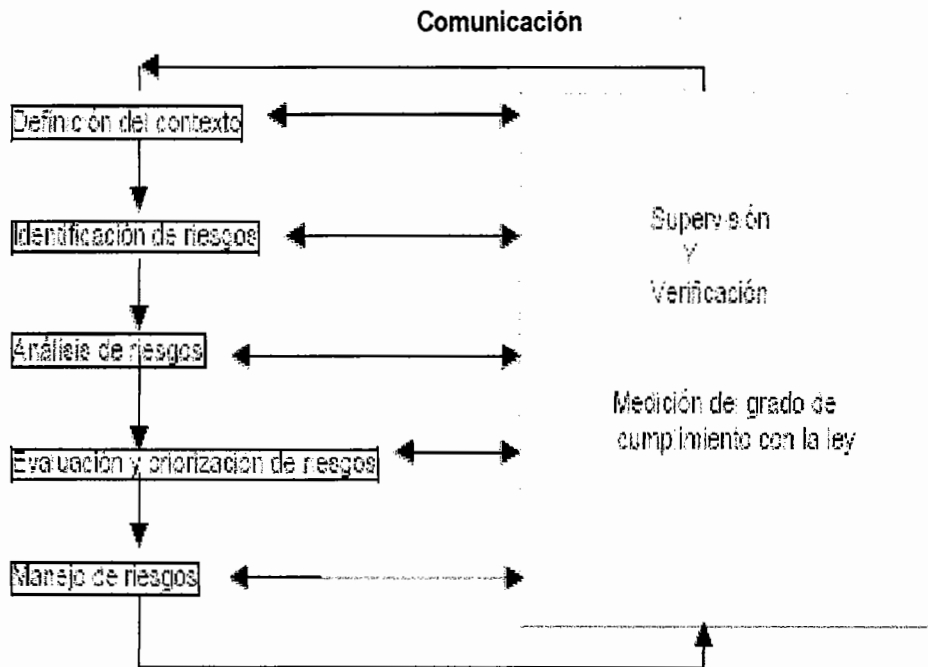 Comunicación
Definición del contexto
Identificación de riesgos
Supervisión
Y
Verificación
Análisis de riesgos
Medición del grado de
cumplimiento con la ley
Evaluación y priorización de riesgos
Manejo de riesgos